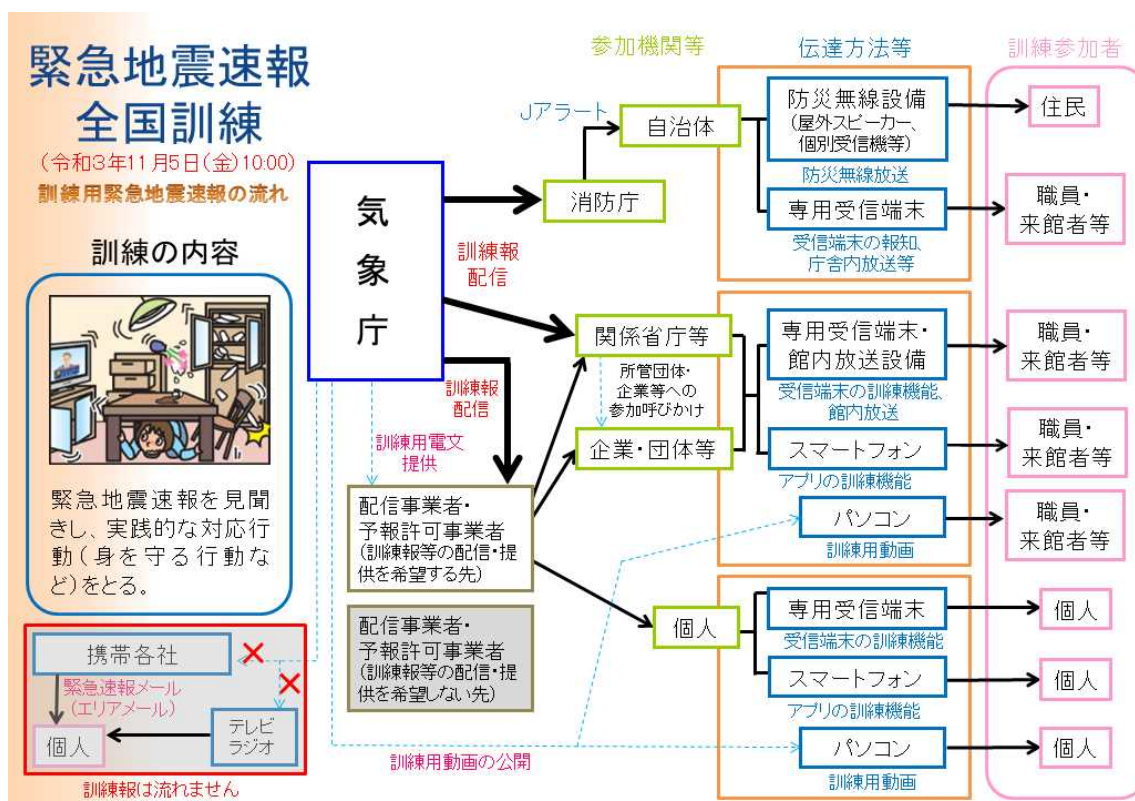 緊急地震速報
全国訓練
(令和3年11月5日(金)10:00)
訓練用緊急地震速報の流れ
訓練の内容
緊急地震速報を見聞
きし、実践的な対応行
動(身を守る行動な
ど)をとる。
携帯各社
緊急速報メール
(エリアメール)
個人
テレビ
ラジオ
訓練報は流れません
気
象
庁
訓練報
配信
訓練報
配信
訓練用電文
提供
配信事業者・
予報許可事業者
(訓練報等の配信・提
供を希望する先)
配信事業者・
予報許可事業者
(訓練報等の配信・提
供を希望しない先)
訓練用動画の公開
参加機関等
Jアラート
自治体
消防庁
関係省庁等
所管団体・
企業等への
参加呼びかけ
企業・団体等
個人
伝達方法等
防災無線設備
(屋外スピーカー、
個別受信機等)
防災無線放送
専用受信端末
受信端末の報知、
庁舎内放送等
専用受信端末・
館内放送設備
受信端末の訓練機能、
館内放送
スマートフォン
アプリの訓練機能
パソコン
訓練用動画
専用受信端末
受信端末の訓練機能
スマートフォン
アプリの訓練機能
パソコン
訓練用動画
訓練参加者
住民
職員・
来館者等
職員・
来館者等
職員・
来館者等
職員・
来館者等
個人
個人
個人